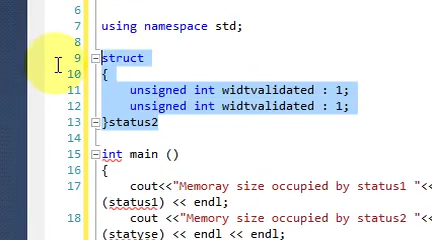 6
7 using namespace std;
8
9 struct
10 {
11 unsigned int widtvalidated : 1;
12 unsigned int widtvalidated : 1;
13 }status2
14
15 int main ()
16 {
17 cout<<"Memoray size occupied by status1 "<<
(status1) << endl;
18 cout <<"Memory size occupied by status2 "<<
(statyse) << endl << endl;